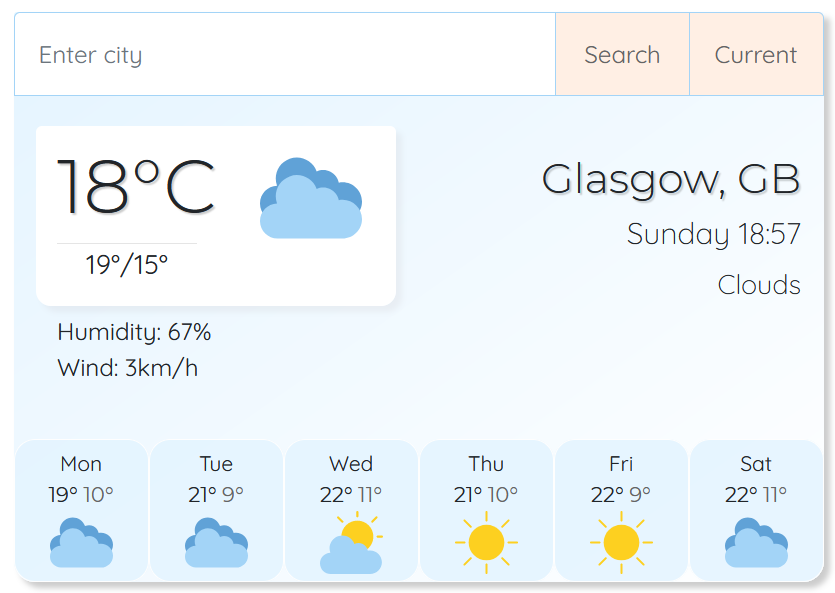 Enter city Search Current
18°C
19°/15°
Glasgow, GB
Sunday 18:57
Clouds
Humidity: 67%
Wind: 3km/h
Mon Tue Wed Thu Fri Sat
19° 10° 21° 9° 22° 11° 21° 10° 22° 9° 22° 11°